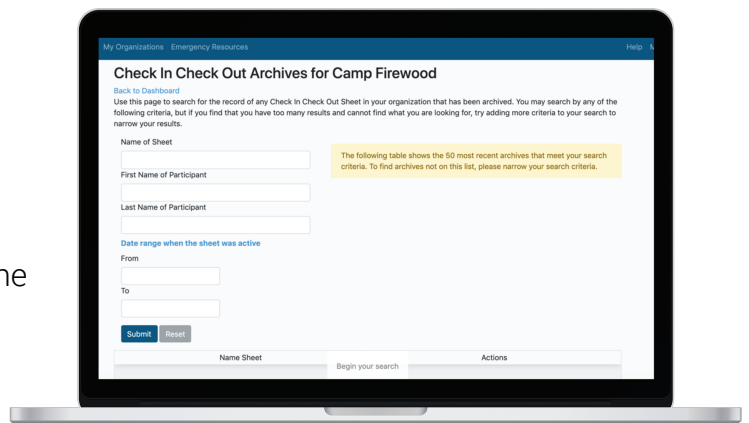 My Organizations Emergency Resources Help
Check In Check Out Archives for Camp Firewood
Back to Dashboard
Use this page to search for the record of any Check In Check Out Sheet in your organization that has been archived. You may search by any of the
following criteria, but if you find that you have too many results and cannot find what you are looking for, try adding more criteria to your search to
narrow your results.
Name of Sheet
The following table shows the 50 most recent archives that meet your search
criteria. To find archives not on this list, please narrow your search criteria.
First Name of Participant
Last Name of Participant
Date range when the sheet was active
From
To
Submit Reset
Name Sheet Actions
Begin your search